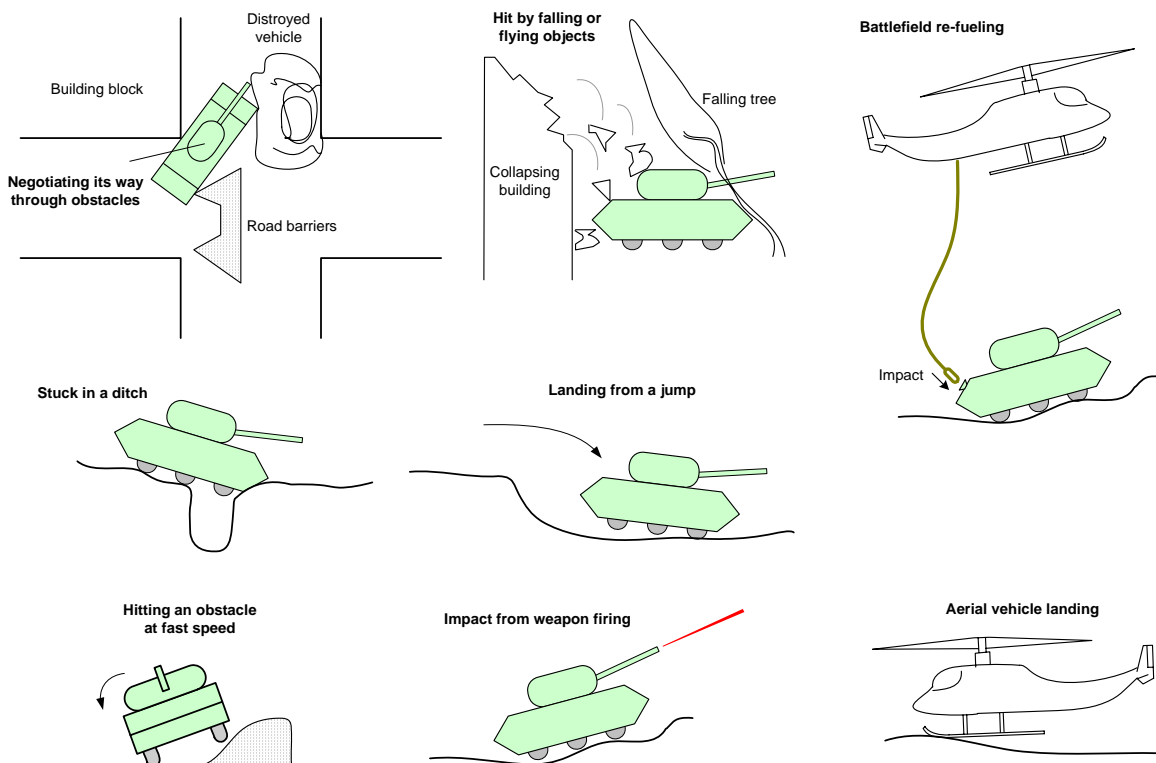 Distroyed
vehicle
Building block
Negotiating its way
through obstacles
Road barriers
Hit by falling or
flying objects
Falling tree
Collapsing
building
Battlefield re-fueling
Impact
Stuck in a ditch
Landing from a jump
Hitting an obstacle
at fast speed
Impact from weapon firing
Aerial vehicle landing